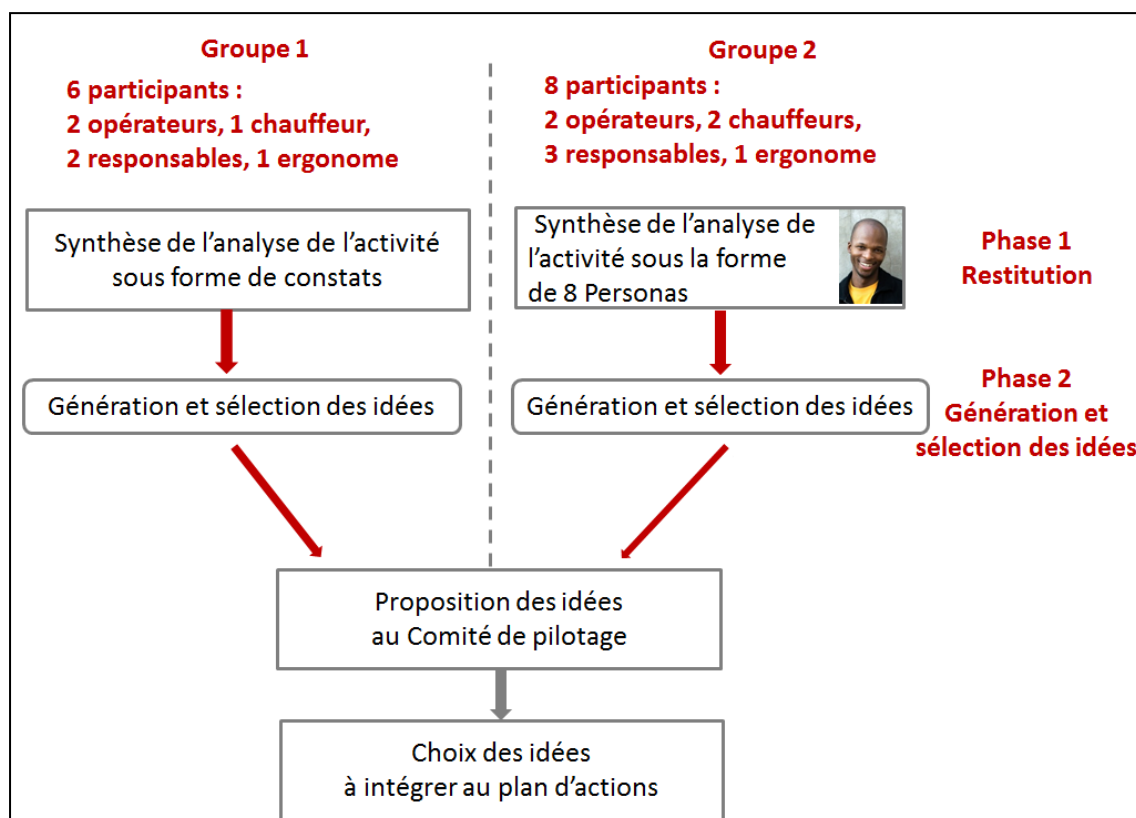 Groupe 1
6 participants :
2 opérateurs, 1 chauffeur,
2 responsables, 1 ergonome
Groupe 2
8 participants :
2 opérateurs, 2 chauffeurs,
3 responsables, 1 ergonome
Synthèse de l'analyse de l'activité
sous forme de constats
Synthèse de l'analyse de
l'activité sous la forme
de 8 Personas
Phase 1
Restitution
Génération et sélection des idées
Génération et sélection des idées
Phase 2
Génération et
sélection des idées
Proposition des idées
au Comité de pilotage
Choix des idées
à intégrer au plan d'actions